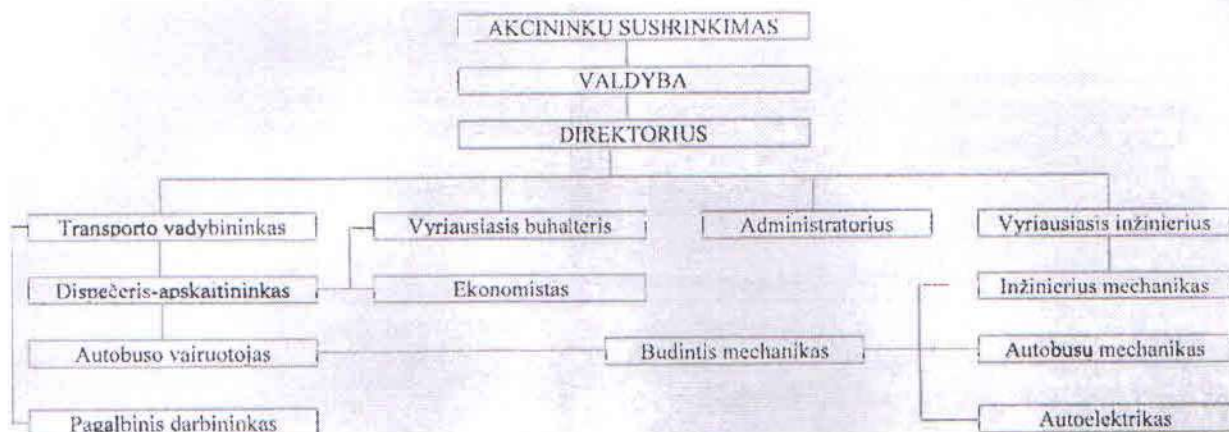 AKCININKŲ SUSIRINKIMAS
VALDYBA
DIREKTORIUS
Transporto vadybininkas
Vyriausiasis buhalteris
Administratorius
Vyriausiasis inžinierius
Dispečeris-apskaitininkas
Ekonomistas
Inžinierius mechanikas
Autobuso vairuotojas
Budintis mechanikas
Autobusu mechanikas
Pagalbinis darbininkas
Autoelektrikas